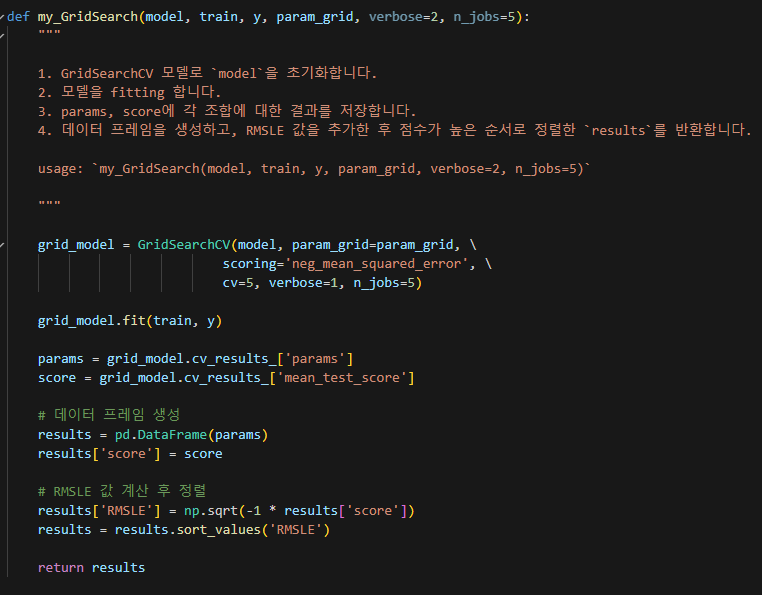 def my_GridSearch(model, train, y, param_grid, verbose=2, n_jobs=5):
"""
1. GridSearchCV 모델로 `model`을 초기화합니다.
2. 모델을 fitting 합니다.
3. params, score에 각 조합에 대한 결과를 저장합니다.
4. 데이터 프레임을 생성하고, RMSLE 값을 추가한 후 점수가 높은 순서로 정렬한 `results`를 반환합니다.
usage: `my_GridSearch(model, train, y, param_grid, verbose=2, n_jobs=5)`
"""
grid_model = GridSearchCV(model, param_grid=param_grid, \
scoring='neg_mean_squared_error', \
cv=5, verbose=1, n_jobs=5)
grid_model.fit(train, y)
params = grid_model.cv_results_['params']
score = grid_model.cv_results_['mean_test_score']
# 데이터 프레임 생성
results = pd.DataFrame(params)
results['score'] = score
# RMSLE 값 계산 후 정렬
results['RMSLE'] = np.sqrt(-1 * results['score'])
results = results.sort_values('RMSLE')
return results